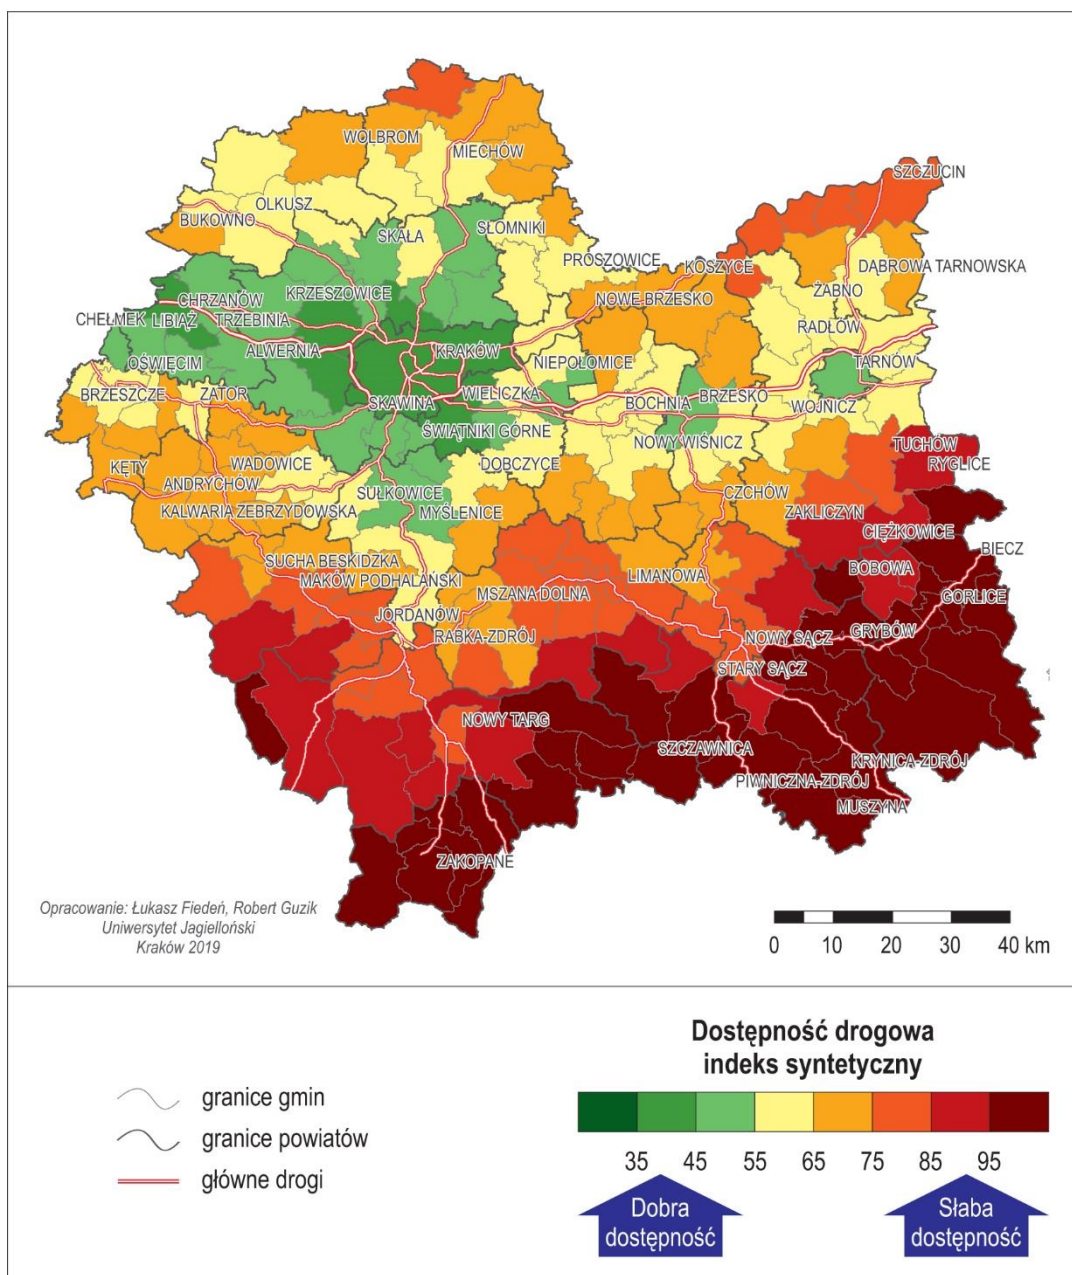 WOLBROM
MIECHÓW
SZCZUCIN
OLKUSZ
BUKOWNO
SKAŁA
SŁOMNIKI
PROSZOWICE
KOSZYCE
DĄBROWA TARNOWSKA
ŻABNO
KRZESZOWICE
NOWE BRZESKO
CHRZANÓW
CHEŁMEK
LIBIĄŻ
TRZEBINIA
RADŁÓW
ALWERNIA
KRAKÓW
OŚWIĘCIM
NIEPOŁOMICE
TARNÓW
BRZESZCZE
ZATOR
SKAWINA
WIELICZKA
BOCHNIA
BRZESKO
WOJNICZ
ŚWIĄTNIKI GÓRNE
NOWY WIŚNICZ
TUCHÓW
RYGLICE
KĘTY
WADOWICE
DOBCZYCE
ANDRYCHÓW
SUŁKOWICE
CZCHÓW
KALWARIA ZEBRZYDOWSKA
MYŚLENICE
ZAKLICZYN
CIĘŻKOWICE
BIECZ
SUCHA BESKIDZKA
MAKÓW PODHALAŃSKI
LIMANOWA
BOBOWA
MSZANA DOLNA
GORLICE
JORDANÓW
RABKA-ZDRÓJ
NOWY SĄCZ
GRYBÓW
STARY SĄCZ
NOWY TARG
SZCZAWNICA
KRYNICA-ZDRÓJ
PIWNICZNA-ZDRÓJ
MUSZYNA
ZAKOPANE
Opracowanie: Łukasz Fiedeń, Robert Guzik
Uniwersytet Jagielloński
Kraków 2019
0 10 20 30 40 km
Dostępność drogowa
indeks syntetyczny
granice gmin
granice powiatów
główne drogi
35 45 55 65 75 85 95
Dobra
dostępność
Słaba
dostępność